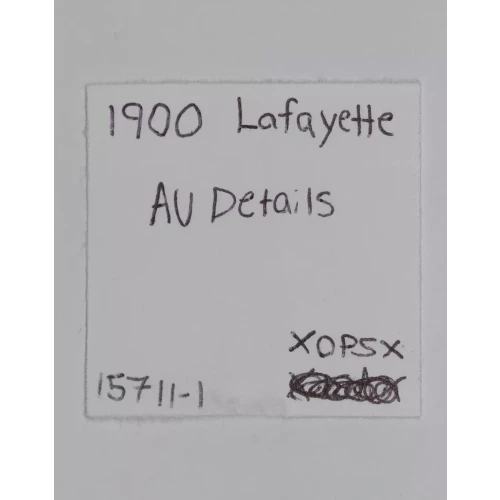 1900 Lafayette
AU Details
XOPSX
15711-1